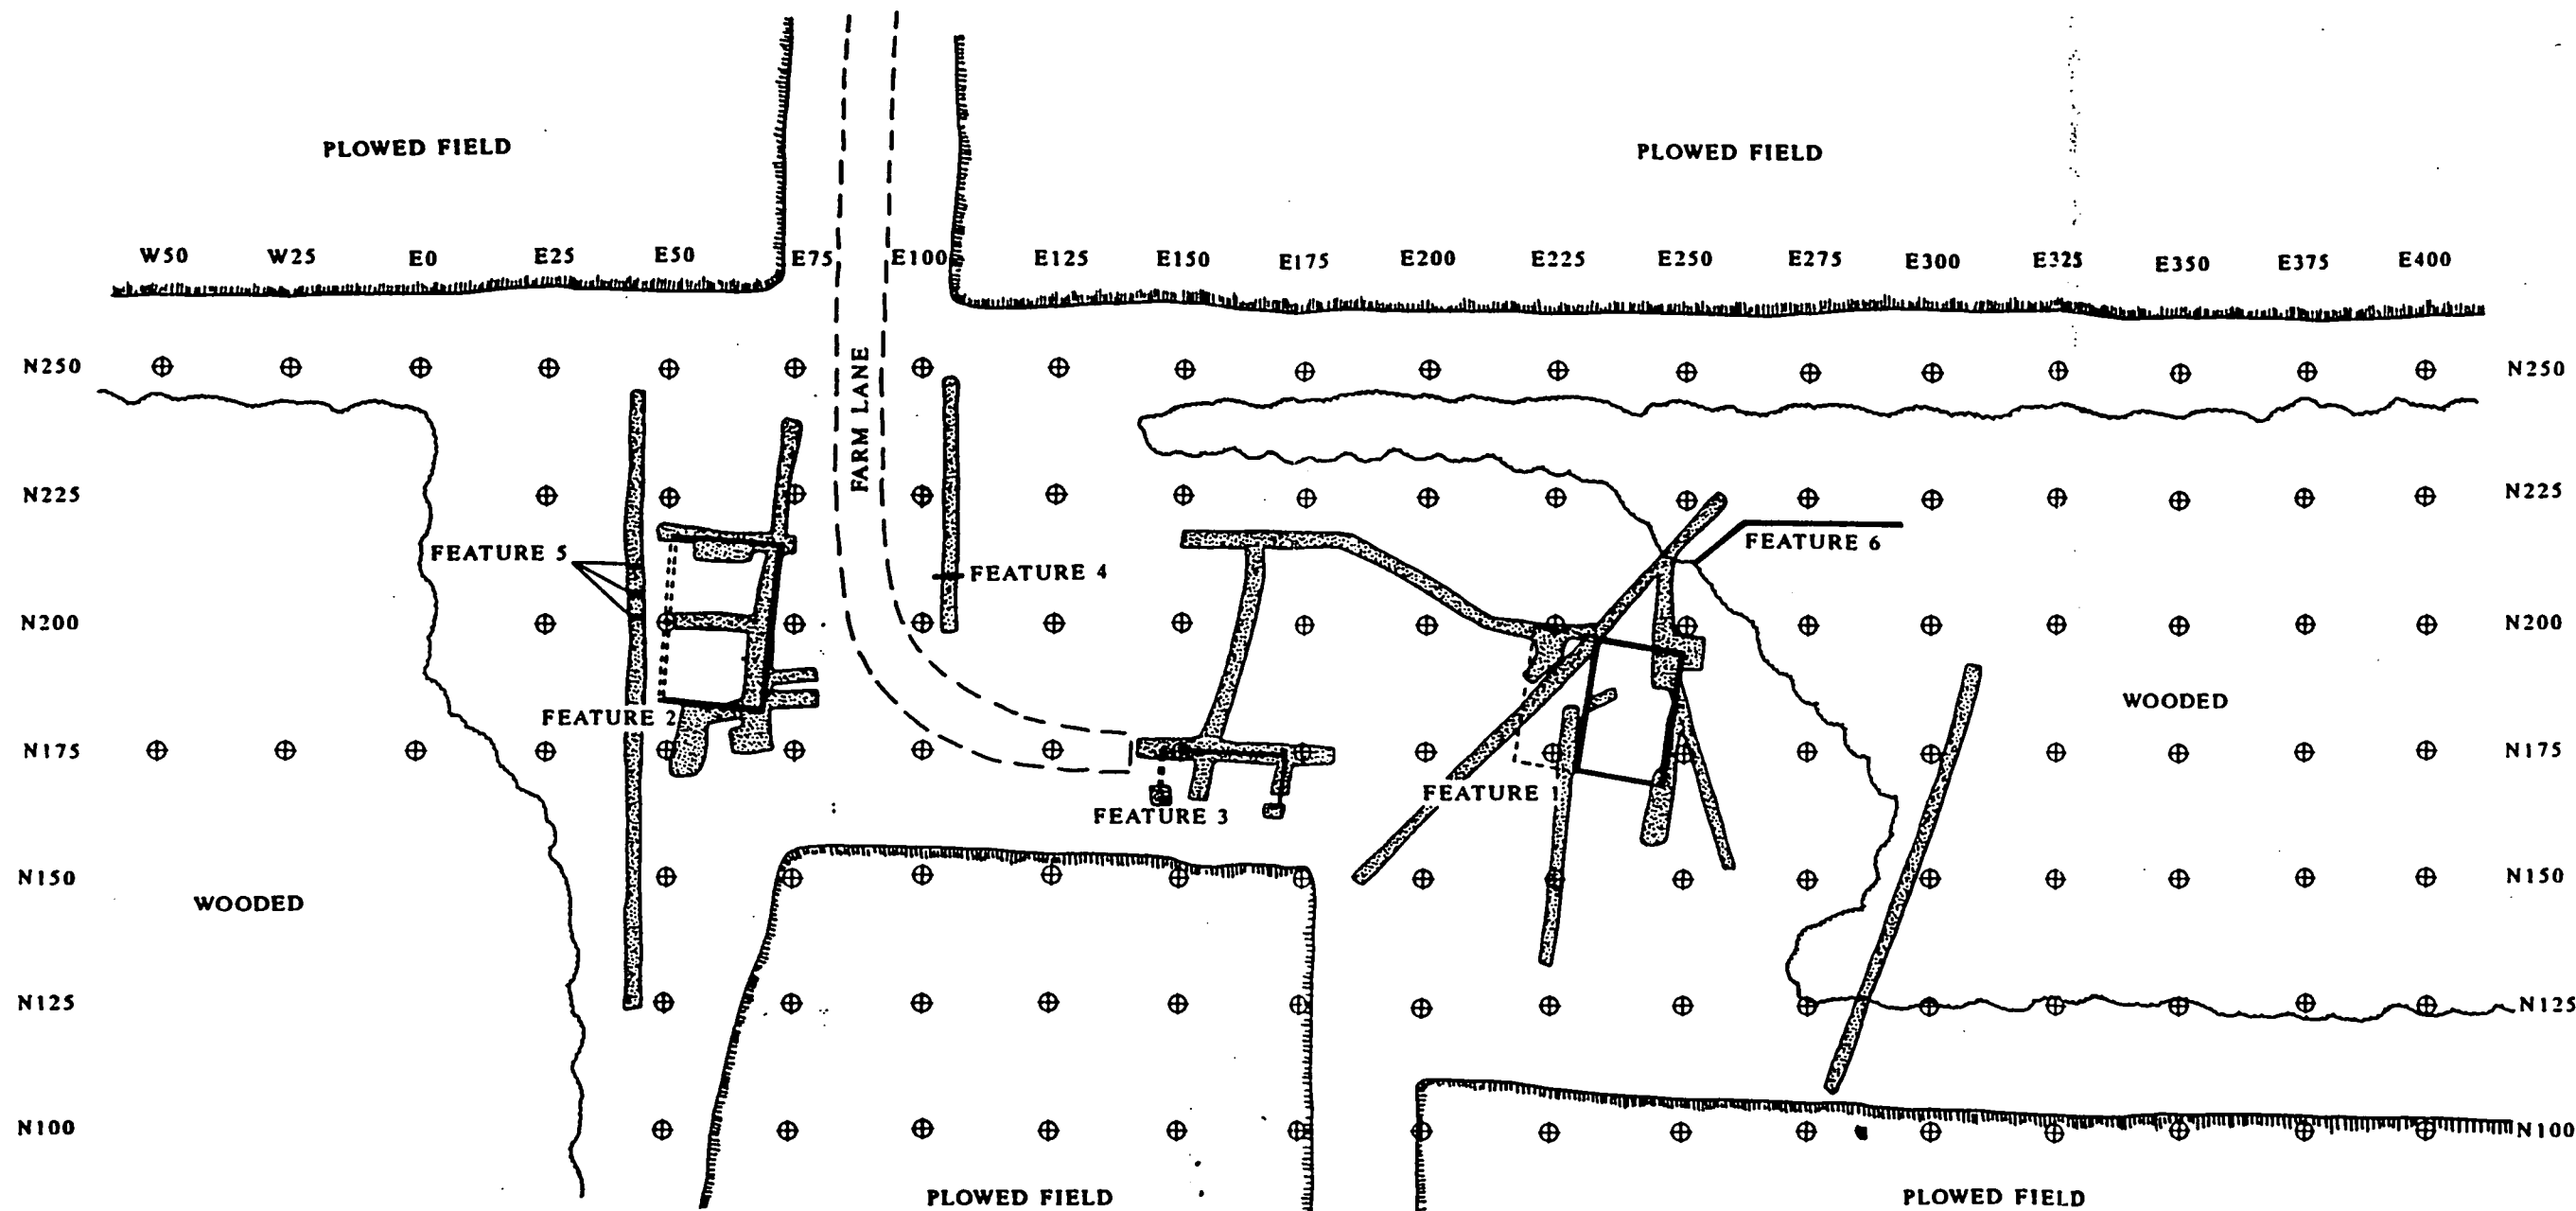 PLOWED FIELD
PLOWED FIELD
W50 W25 E0 E25 E50 E75 E100 E125 E150 E175 E200 E225 E250 E275 E300 E325 E350 E375 E400
N250 N250
FARM LANE
N225 N225
FEATURE 6
FEATURE 5
FEATURE 4
N200 N200
WOODED
FEATURE 2
N175 N175
FEATURE 1
FEATURE 3
N150 N150
WOODED
N125 N125
N100 N100
PLOWED FIELD PLOWED FIELD